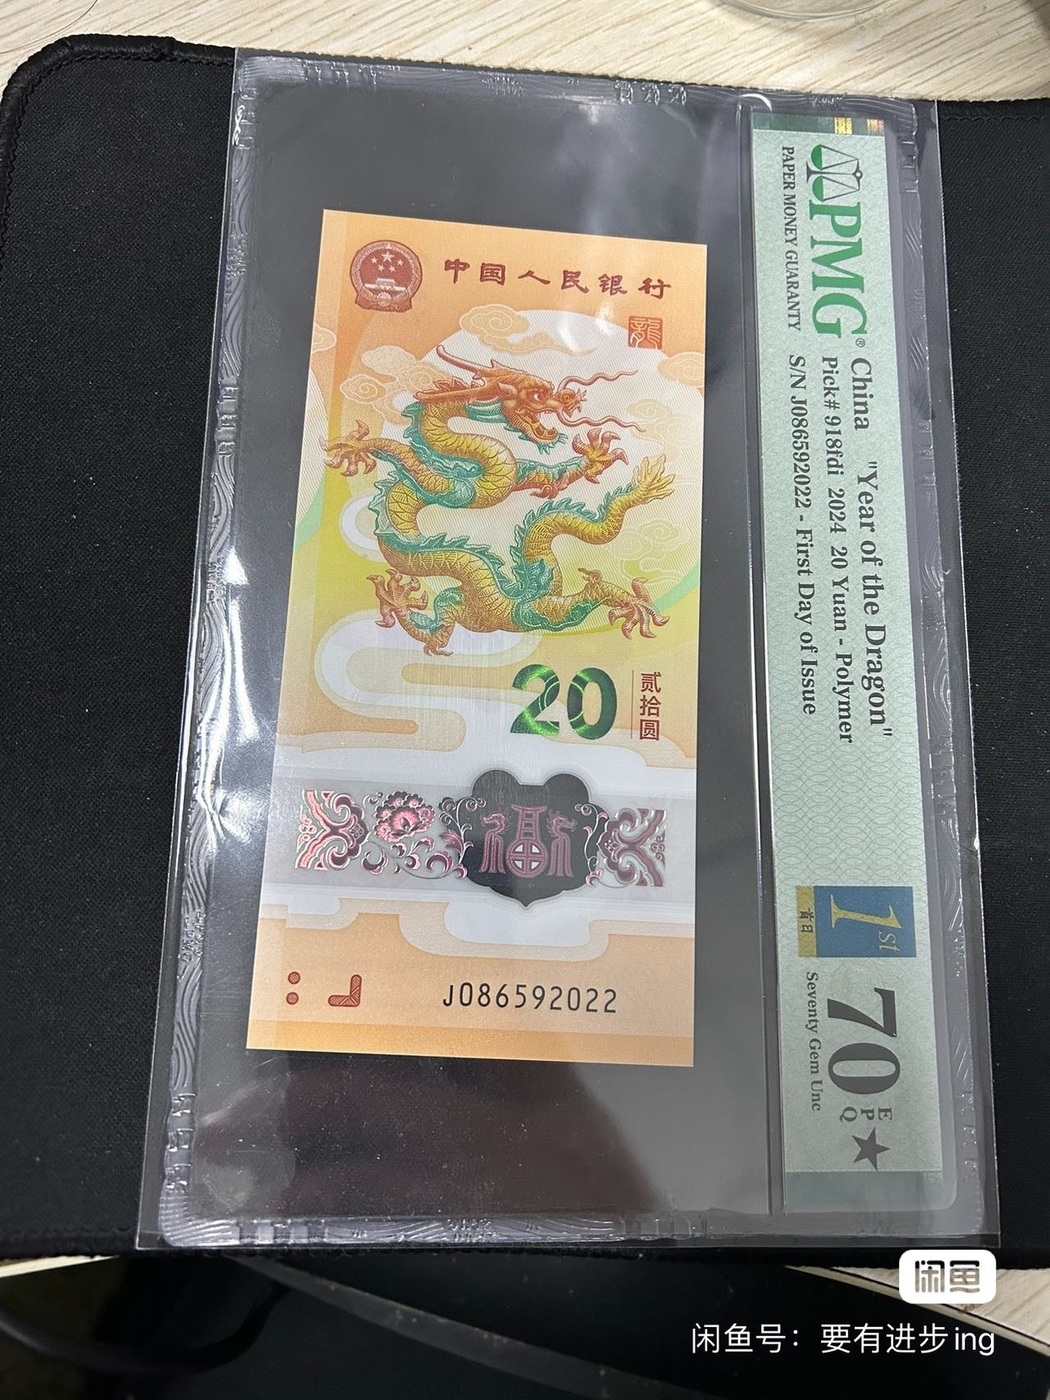 中国人民银行
龍
20
贰拾圆
福
J086592022
PMG®
PAPER MONEY GUARANTY
China "Year of the Dragon"
Pick# 918fdi 2024 20 Yuan - Polymer
S/N J086592022 - First Day of Issue
1st
首日
70 EPQ ★
Seventy Gem Unc
闲鱼
闲鱼号：要有进步ing